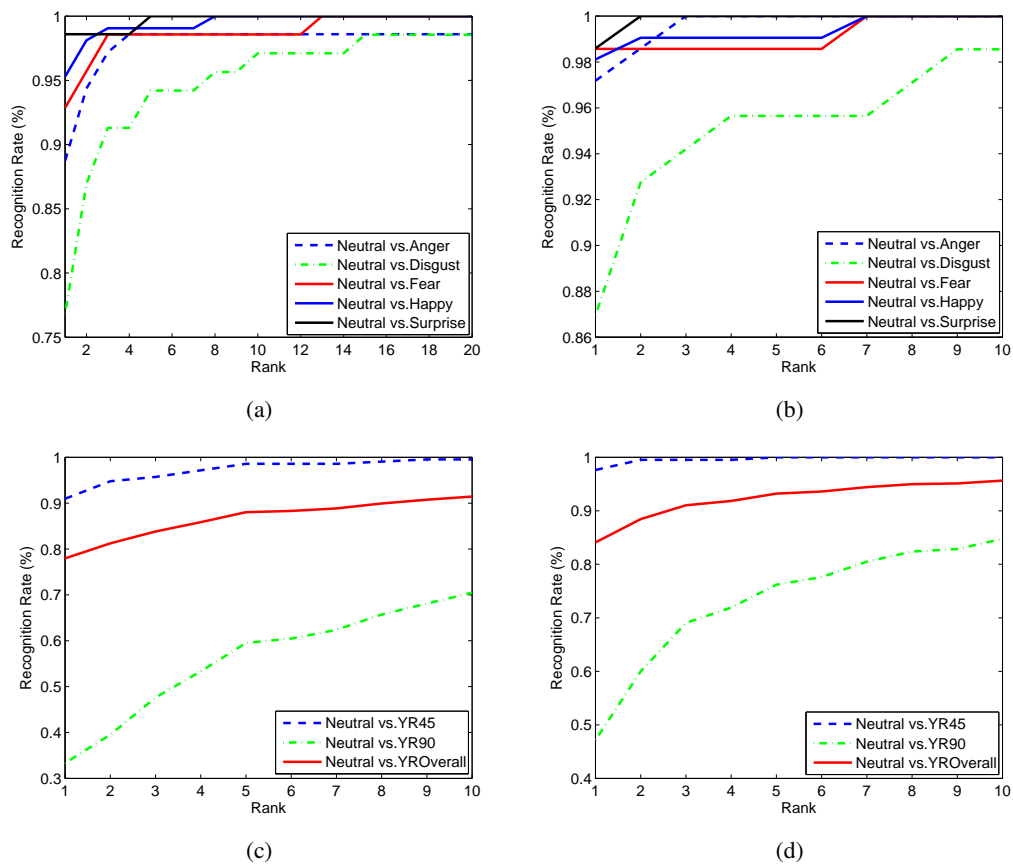 1
0.95
0.9
0.85
0.8
0.75
Recognition Rate (%)
2 4 6 8 10 12 14 16 18 20
Rank
Neutral vs.Anger
Neutral vs.Disgust
Neutral vs.Fear
Neutral vs.Happy
Neutral vs.Surprise
(a)
1
0.98
0.96
0.94
0.92
0.9
0.88
0.86
Recognition Rate (%)
1 2 3 4 5 6 7 8 9 10
Rank
Neutral vs.Anger
Neutral vs.Disgust
Neutral vs.Fear
Neutral vs.Happy
Neutral vs.Surprise
(b)
1
0.9
0.8
0.7
0.6
0.5
0.4
0.3
Recognition Rate (%)
1 2 3 4 5 6 7 8 9 10
Rank
Neutral vs.YR45
Neutral vs.YR90
Neutral vs.YROverall
(c)
1
0.9
0.8
0.7
0.6
0.5
0.4
Recognition Rate (%)
1 2 3 4 5 6 7 8 9 10
Rank
Neutral vs.YR45
Neutral vs.YR90
Neutral vs.YROverall
(d)